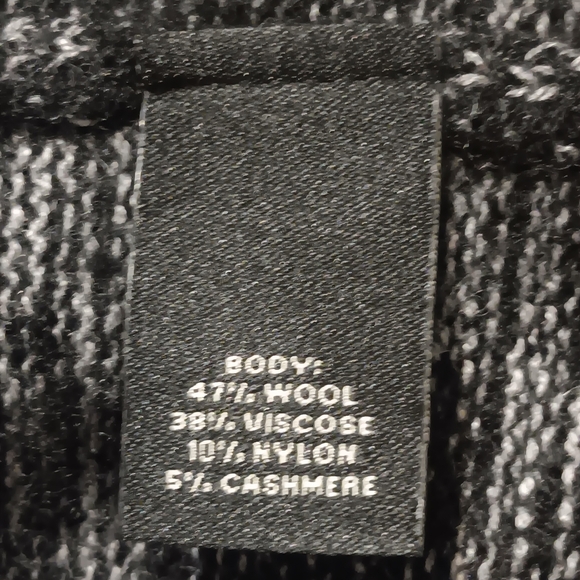 BODY:
47% WOOL
38% VISCOSE
10% NYLON
5% CASHMERE